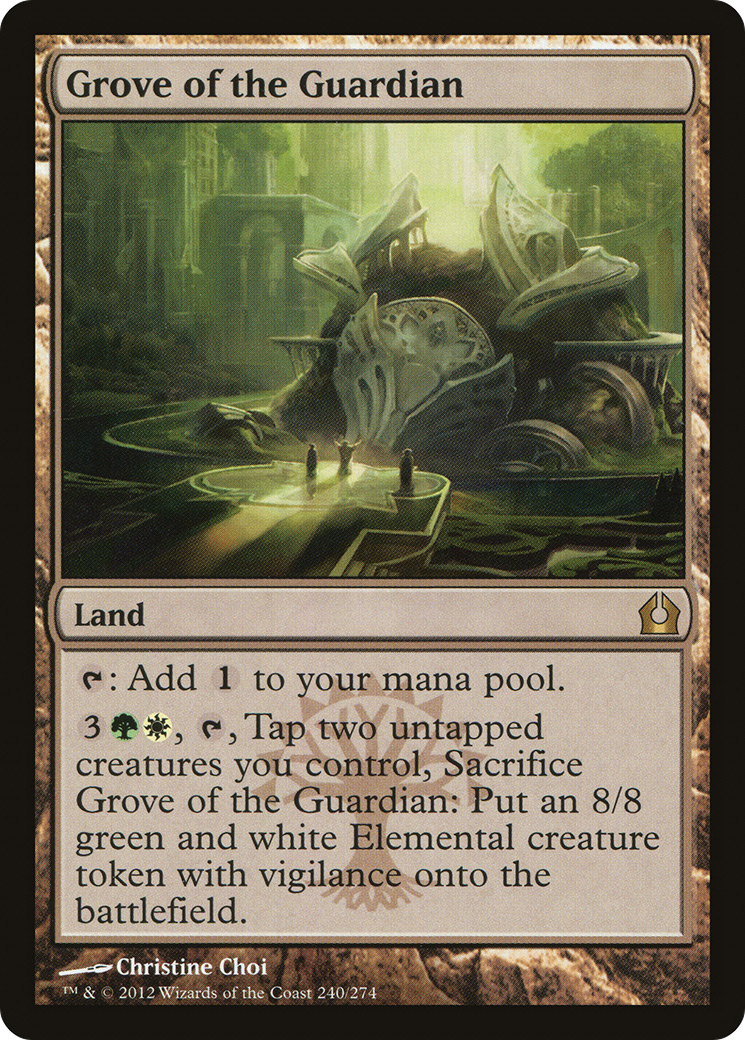 Grove of the Guardian
Land
: Add 1 to your mana pool.
3, , Tap two untapped
creatures you control, Sacrifice
Grove of the Guardian: Put an 8/8
green and white Elemental creature
token with vigilance onto the
battlefield.
Christine Choi
™ & © 2012 Wizards of the Coast 240/274